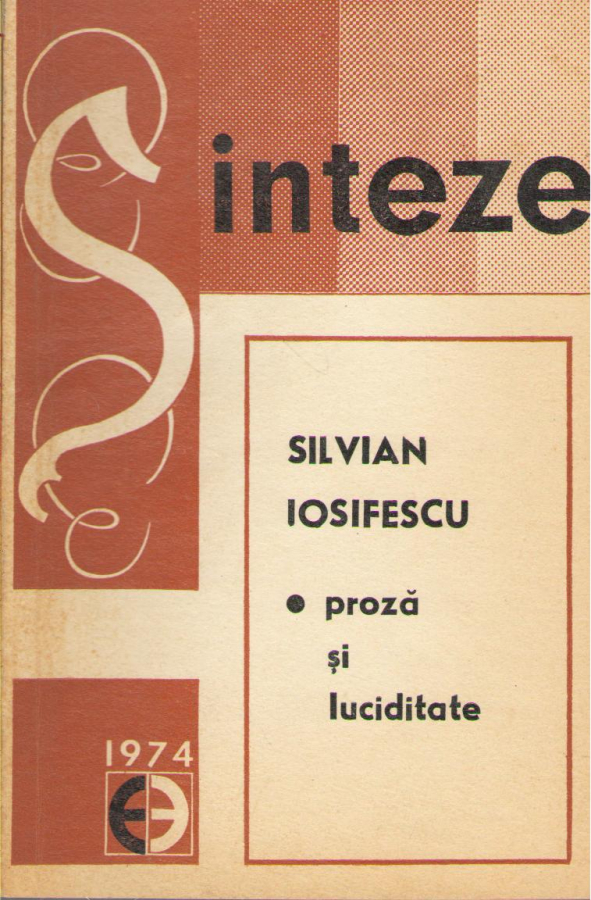 Sinteze
SILVIAN
IOSIFESCU
• proză
și
luciditate
1974